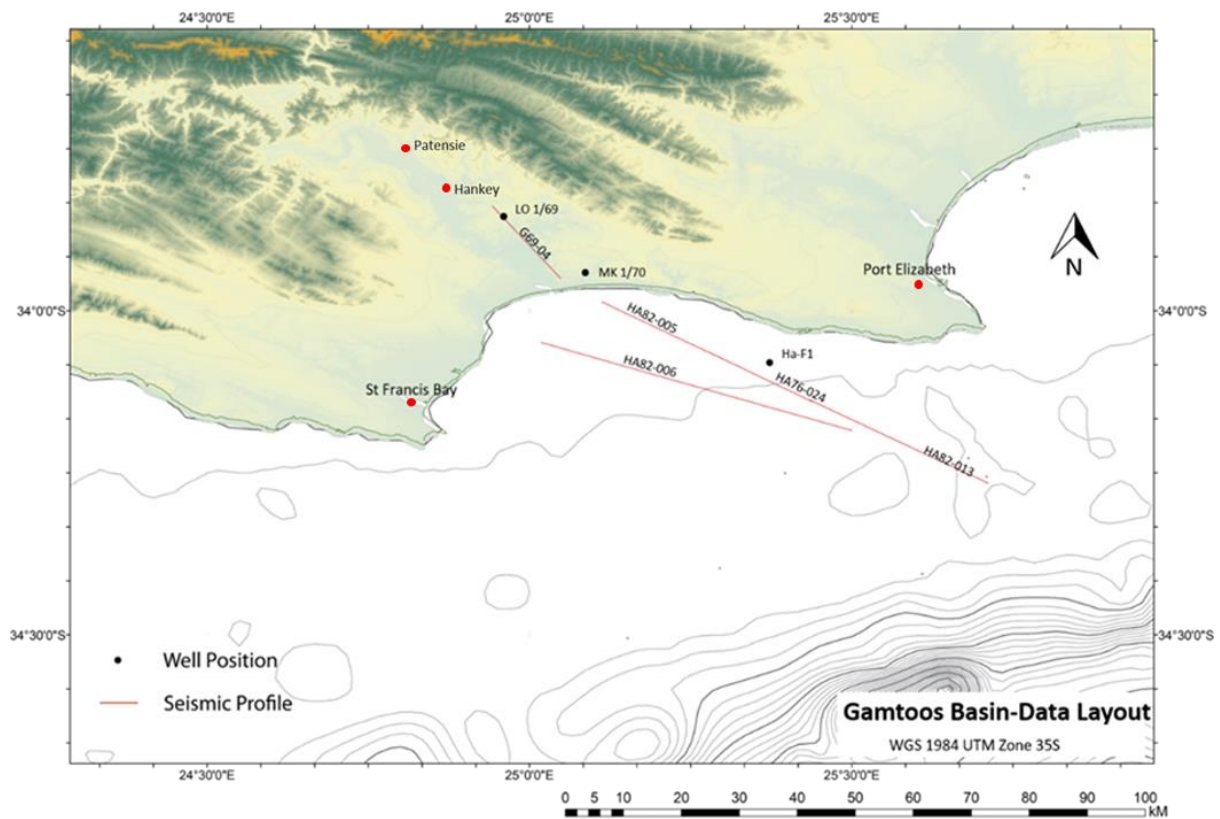 24°30'0"E 25°0'0"E 25°30'0"E
Patensie
Hankey
LO 1/69
G69-04
MK 1/70
Port Elizabeth
N
34°0'0"S 34°0'0"S
HA82-005
Ha-F1
HA82-006
HA76-024
St Francis Bay
HA82-013
34°30'0"S 34°30'0"S
Well Position
Seismic Profile
Gamtoos Basin-Data Layout
WGS 1984 UTM Zone 35S
24°30'0"E 25°0'0"E 25°30'0"E
0 2 5 10 20 30 40 50 60 70 80 90 100
kM